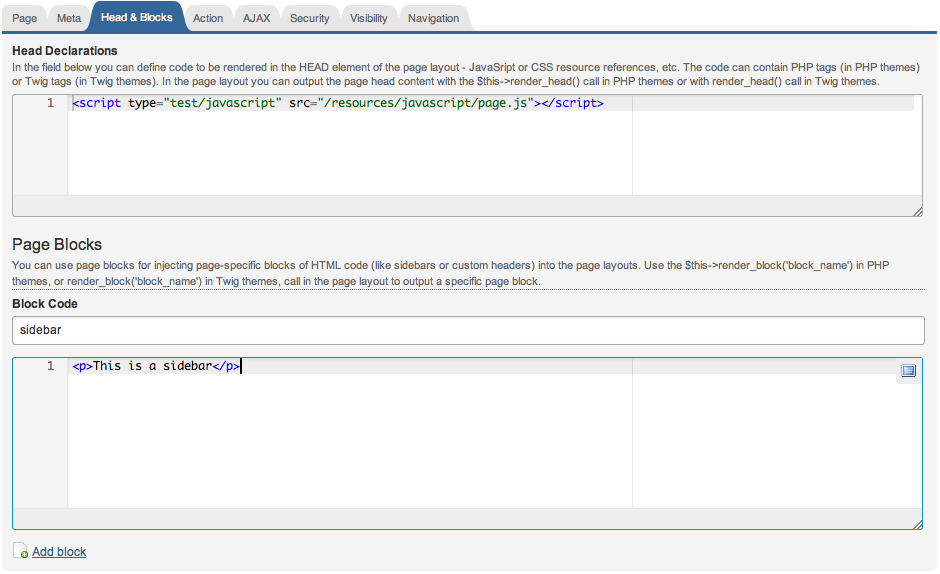 Page Meta Head & Blocks Action AJAX Security Visibility Navigation
Head Declarations
In the field below you can define code to be rendered in the HEAD element of the page layout - JavaSript or CSS resource references, etc. The code can contain PHP tags (in PHP themes)
or Twig tags (in Twig themes). In the page layout you can output the page head content with the $this->render_head() call in PHP themes or with render_head() call in Twig themes.
1 <script type="test/javascript" src="/resources/javascript/page.js"></script>
Page Blocks
You can use page blocks for injecting page-specific blocks of HTML code (like sidebars or custom headers) into the page layouts. Use the $this->render_block('block_name') in PHP
themes, or render_block('block_name') in Twig themes, call in the page layout to output a specific page block.
Block Code
sidebar
1 <p>This is a sidebar</p>
Add block